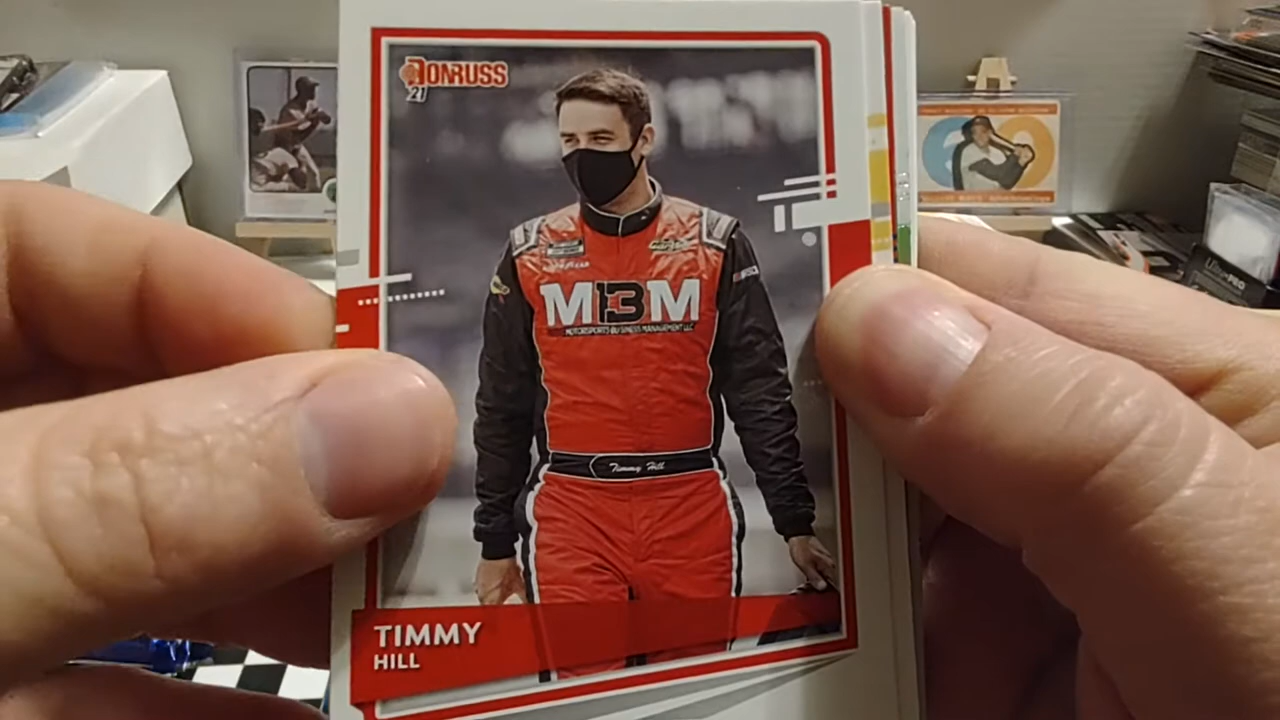 DONRUSS
21
MBM
MOTORSPORTS BUSINESS MANAGEMENT LLC
Timmy Hill
TIMMY
HILL